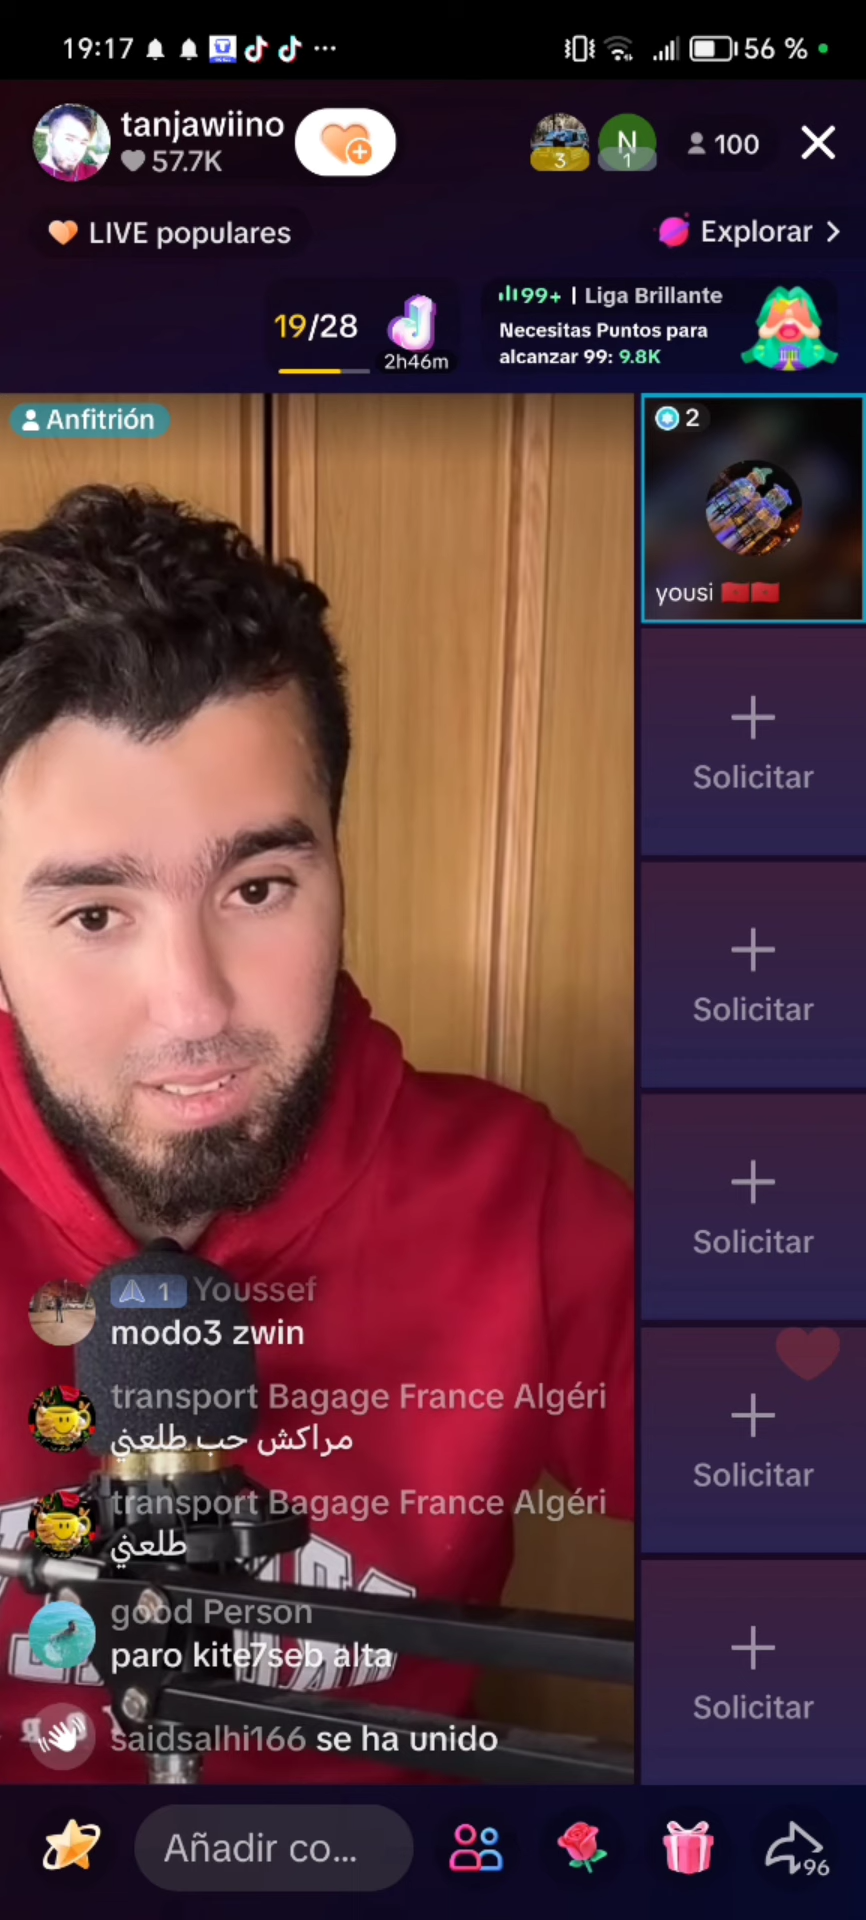 19:17
56 %
tanjawiino
57.7K
3
N
1
100
LIVE populares
Explorar
19/28
2h46m
99+ | Liga Brillante
Necesitas Puntos para
alcanzar 99: 9.8K
Anfitrión
2
yousi
Solicitar
Solicitar
Solicitar
Solicitar
Solicitar
1 Youssef
modo3 zwin
transport Bagage France Algéri
مراكش حب طلعني
transport Bagage France Algéri
طلعني
good Person
paro kite7seb alta
saidsalhi166 se ha unido
Añadir co...
96